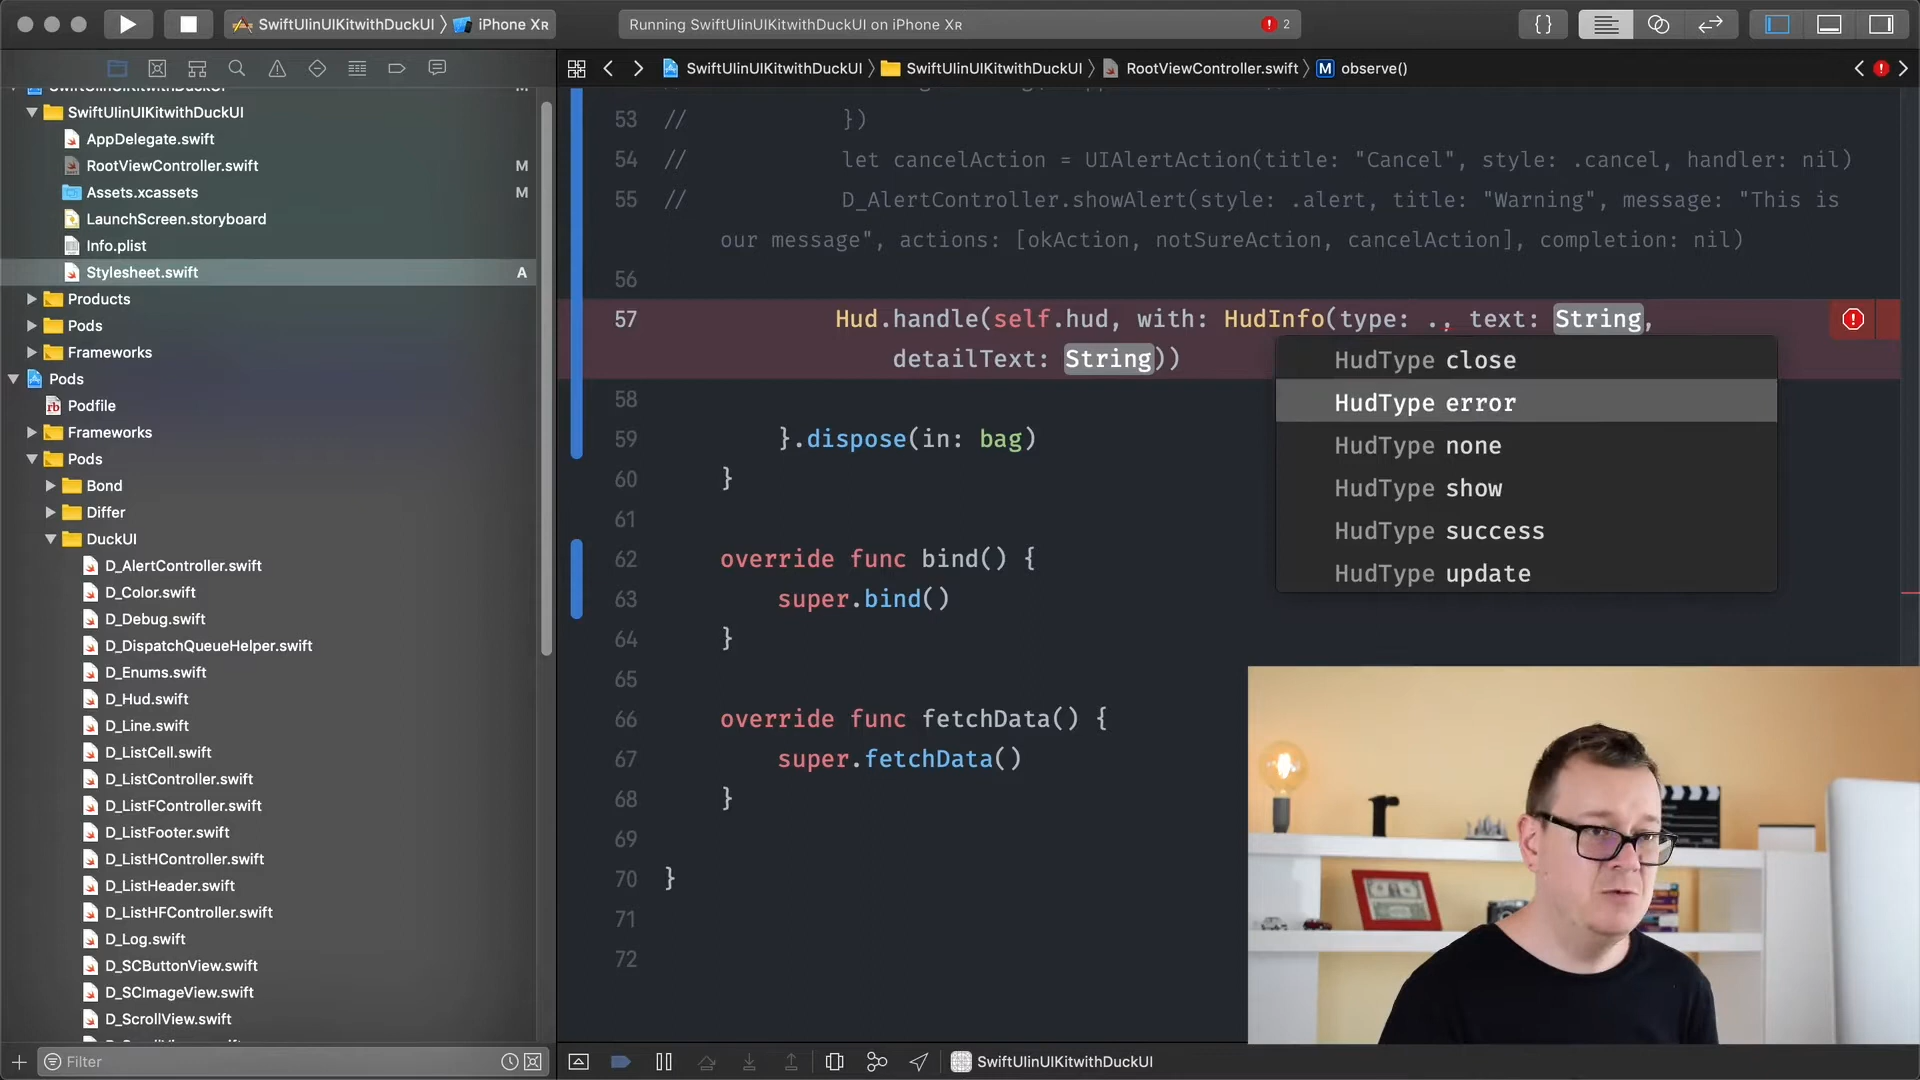 SwiftUIinUIKitwithDuckUI 〉 iPhone Xʀ
Running SwiftUIinUIKitwithDuckUI on iPhone Xʀ
2
{}
SwiftUIinUIKitwithDuckUI 〉 SwiftUIinUIKitwithDuckUI 〉 RootViewController.swift 〉 M observe()
SwiftUIinUIKitwithDuckUI
AppDelegate.swift
RootViewController.swift M
Assets.xcassets M
LaunchScreen.storyboard
Info.plist
Stylesheet.swift A
Products
Pods
Frameworks
Pods
rb Podfile
Frameworks
Pods
Bond
Differ
DuckUI
D_AlertController.swift
D_Color.swift
D_Debug.swift
D_DispatchQueueHelper.swift
D_Enums.swift
D_Hud.swift
D_Line.swift
D_ListCell.swift
D_ListController.swift
D_ListFController.swift
D_ListFooter.swift
D_ListHController.swift
D_ListHeader.swift
D_ListHFController.swift
D_Log.swift
D_SCButtonView.swift
D_SCImageView.swift
D_ScrollView.swift
Filter
53 // })
54 // let cancelAction = UIAlertAction(title: "Cancel", style: .cancel, handler: nil)
55 // D_AlertController.showAlert(style: .alert, title: "Warning", message: "This is
our message", actions: [okAction, notSureAction, cancelAction], completion: nil)
56
57 Hud.handle(self.hud, with: HudInfo(type: ., text: String,
detailText: String))
58
59 }.dispose(in: bag)
60 }
61
62 override func bind() {
63 super.bind()
64 }
65
66 override func fetchData() {
67 super.fetchData()
68 }
69
70 }
71
72
HudType close
HudType error
HudType none
HudType show
HudType success
HudType update
SwiftUIinUIKitwithDuckUI